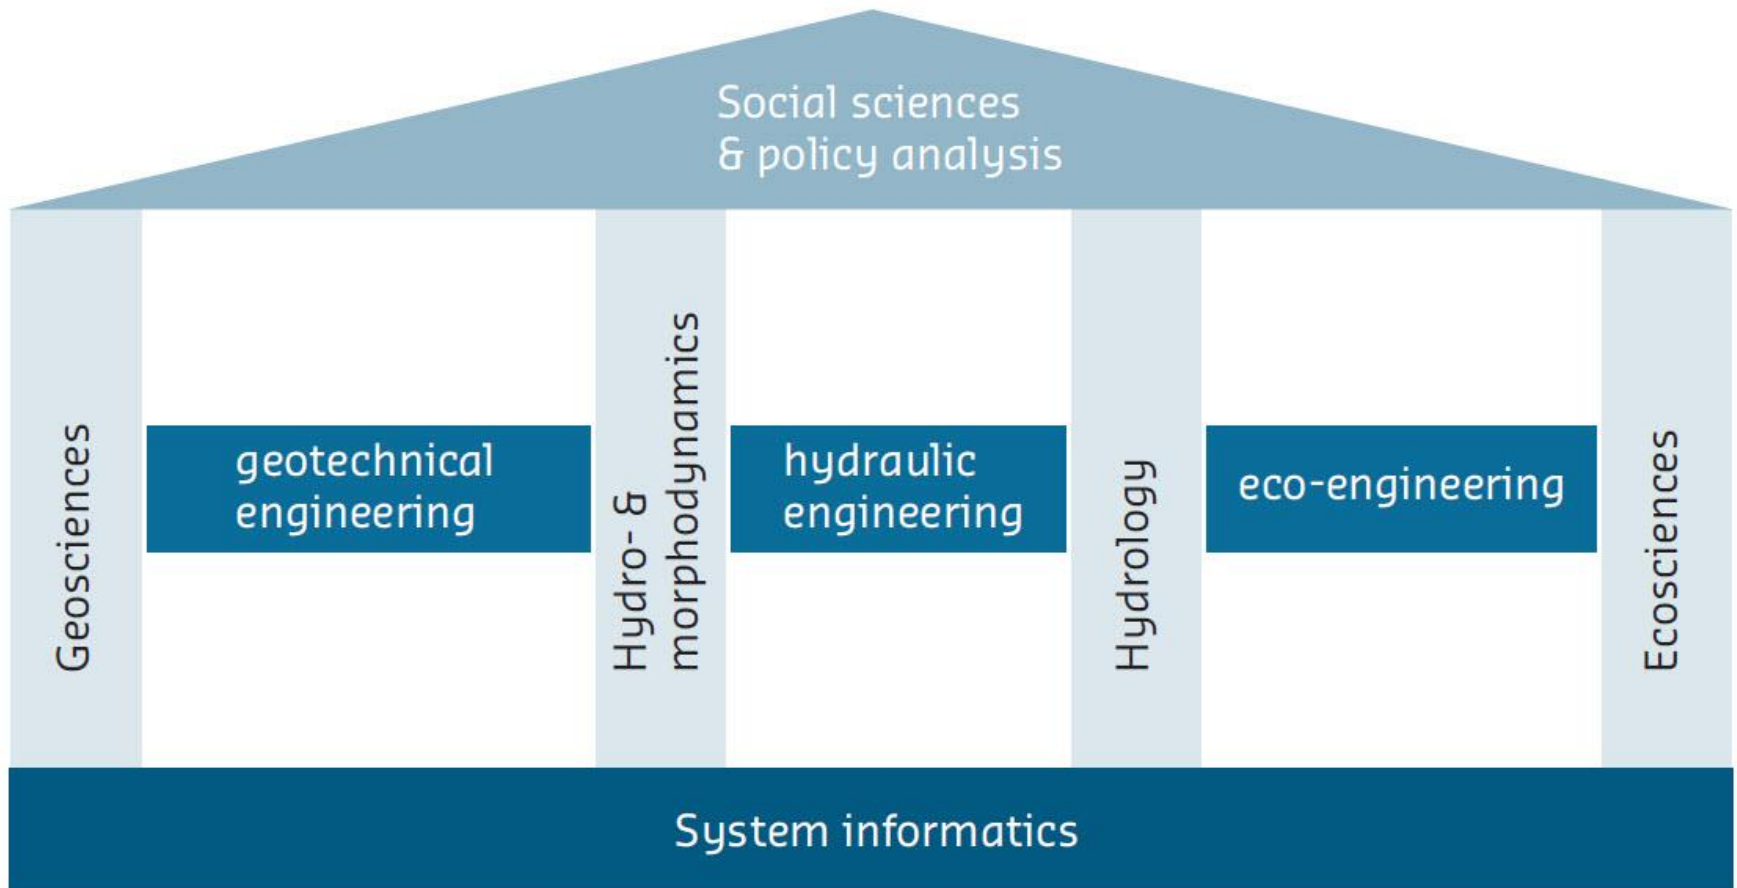 Social sciences
& policy analysis
Geosciences
geotechnical
engineering
Hydro- &
morphodynamics
hydraulic
engineering
Hydrology
eco-engineering
Ecosciences
System informatics